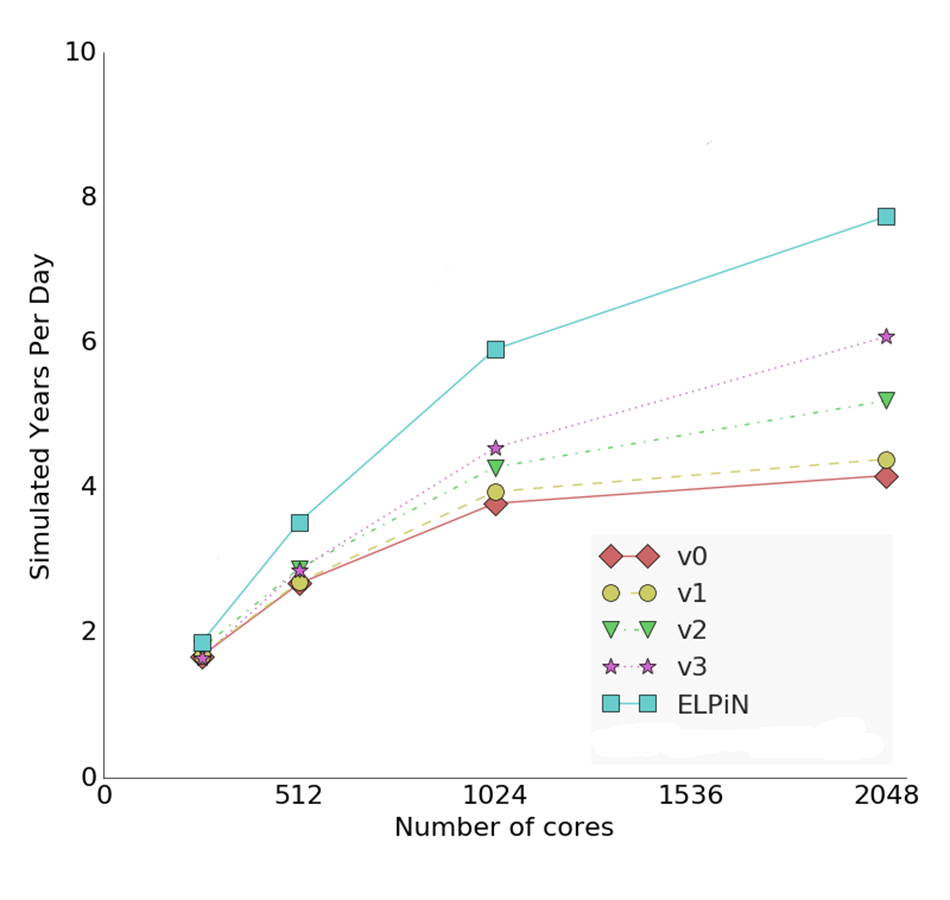 10
8
6
4
2
0
Simulated Years Per Day
v0
v1
v2
v3
ELPiN
0 512 1024 1536 2048
Number of cores